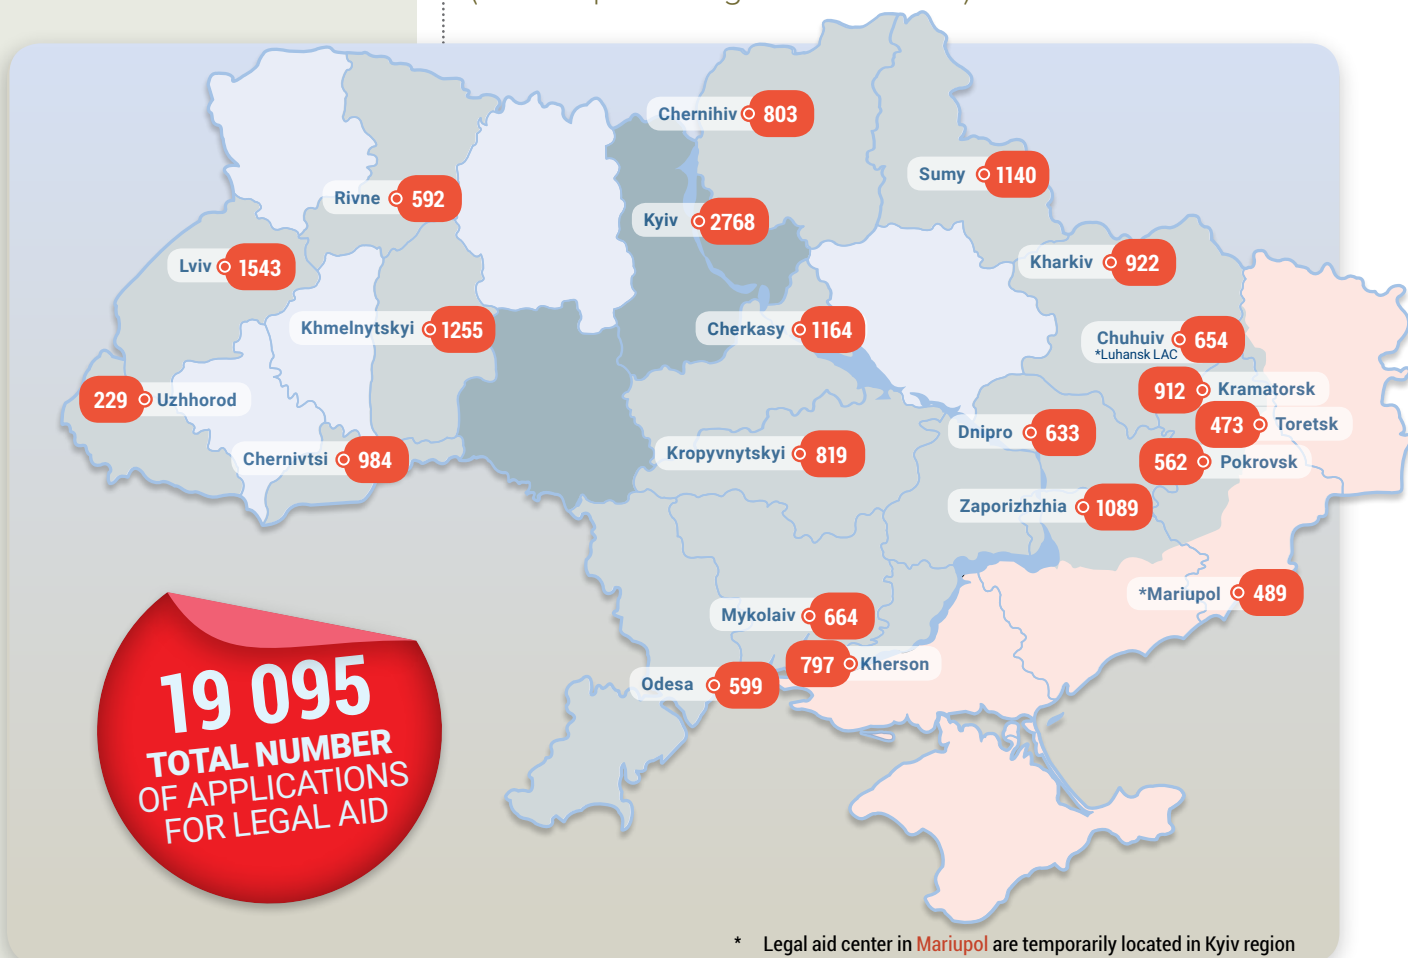 Chernihiv 803
Sumy 1140
Rivne 592
Kyiv 2768
Lviv 1543
Kharkiv 922
Khmelnytskyi 1255
Cherkasy 1164
Chuhuiv 654
*Luhansk LAC
912 Kramatorsk
229 Uzhhorod
473 Toretsk
Dnipro 633
Kropyvnytskyi 819
Chernivtsi 984
562 Pokrovsk
Zaporizhzhia 1089
*Mariupol 489
Mykolaiv 664
797 Kherson
Odesa 599
19 095
TOTAL NUMBER
OF APPLICATIONS
FOR LEGAL AID
* Legal aid center in Mariupol are temporarily located in Kyiv region